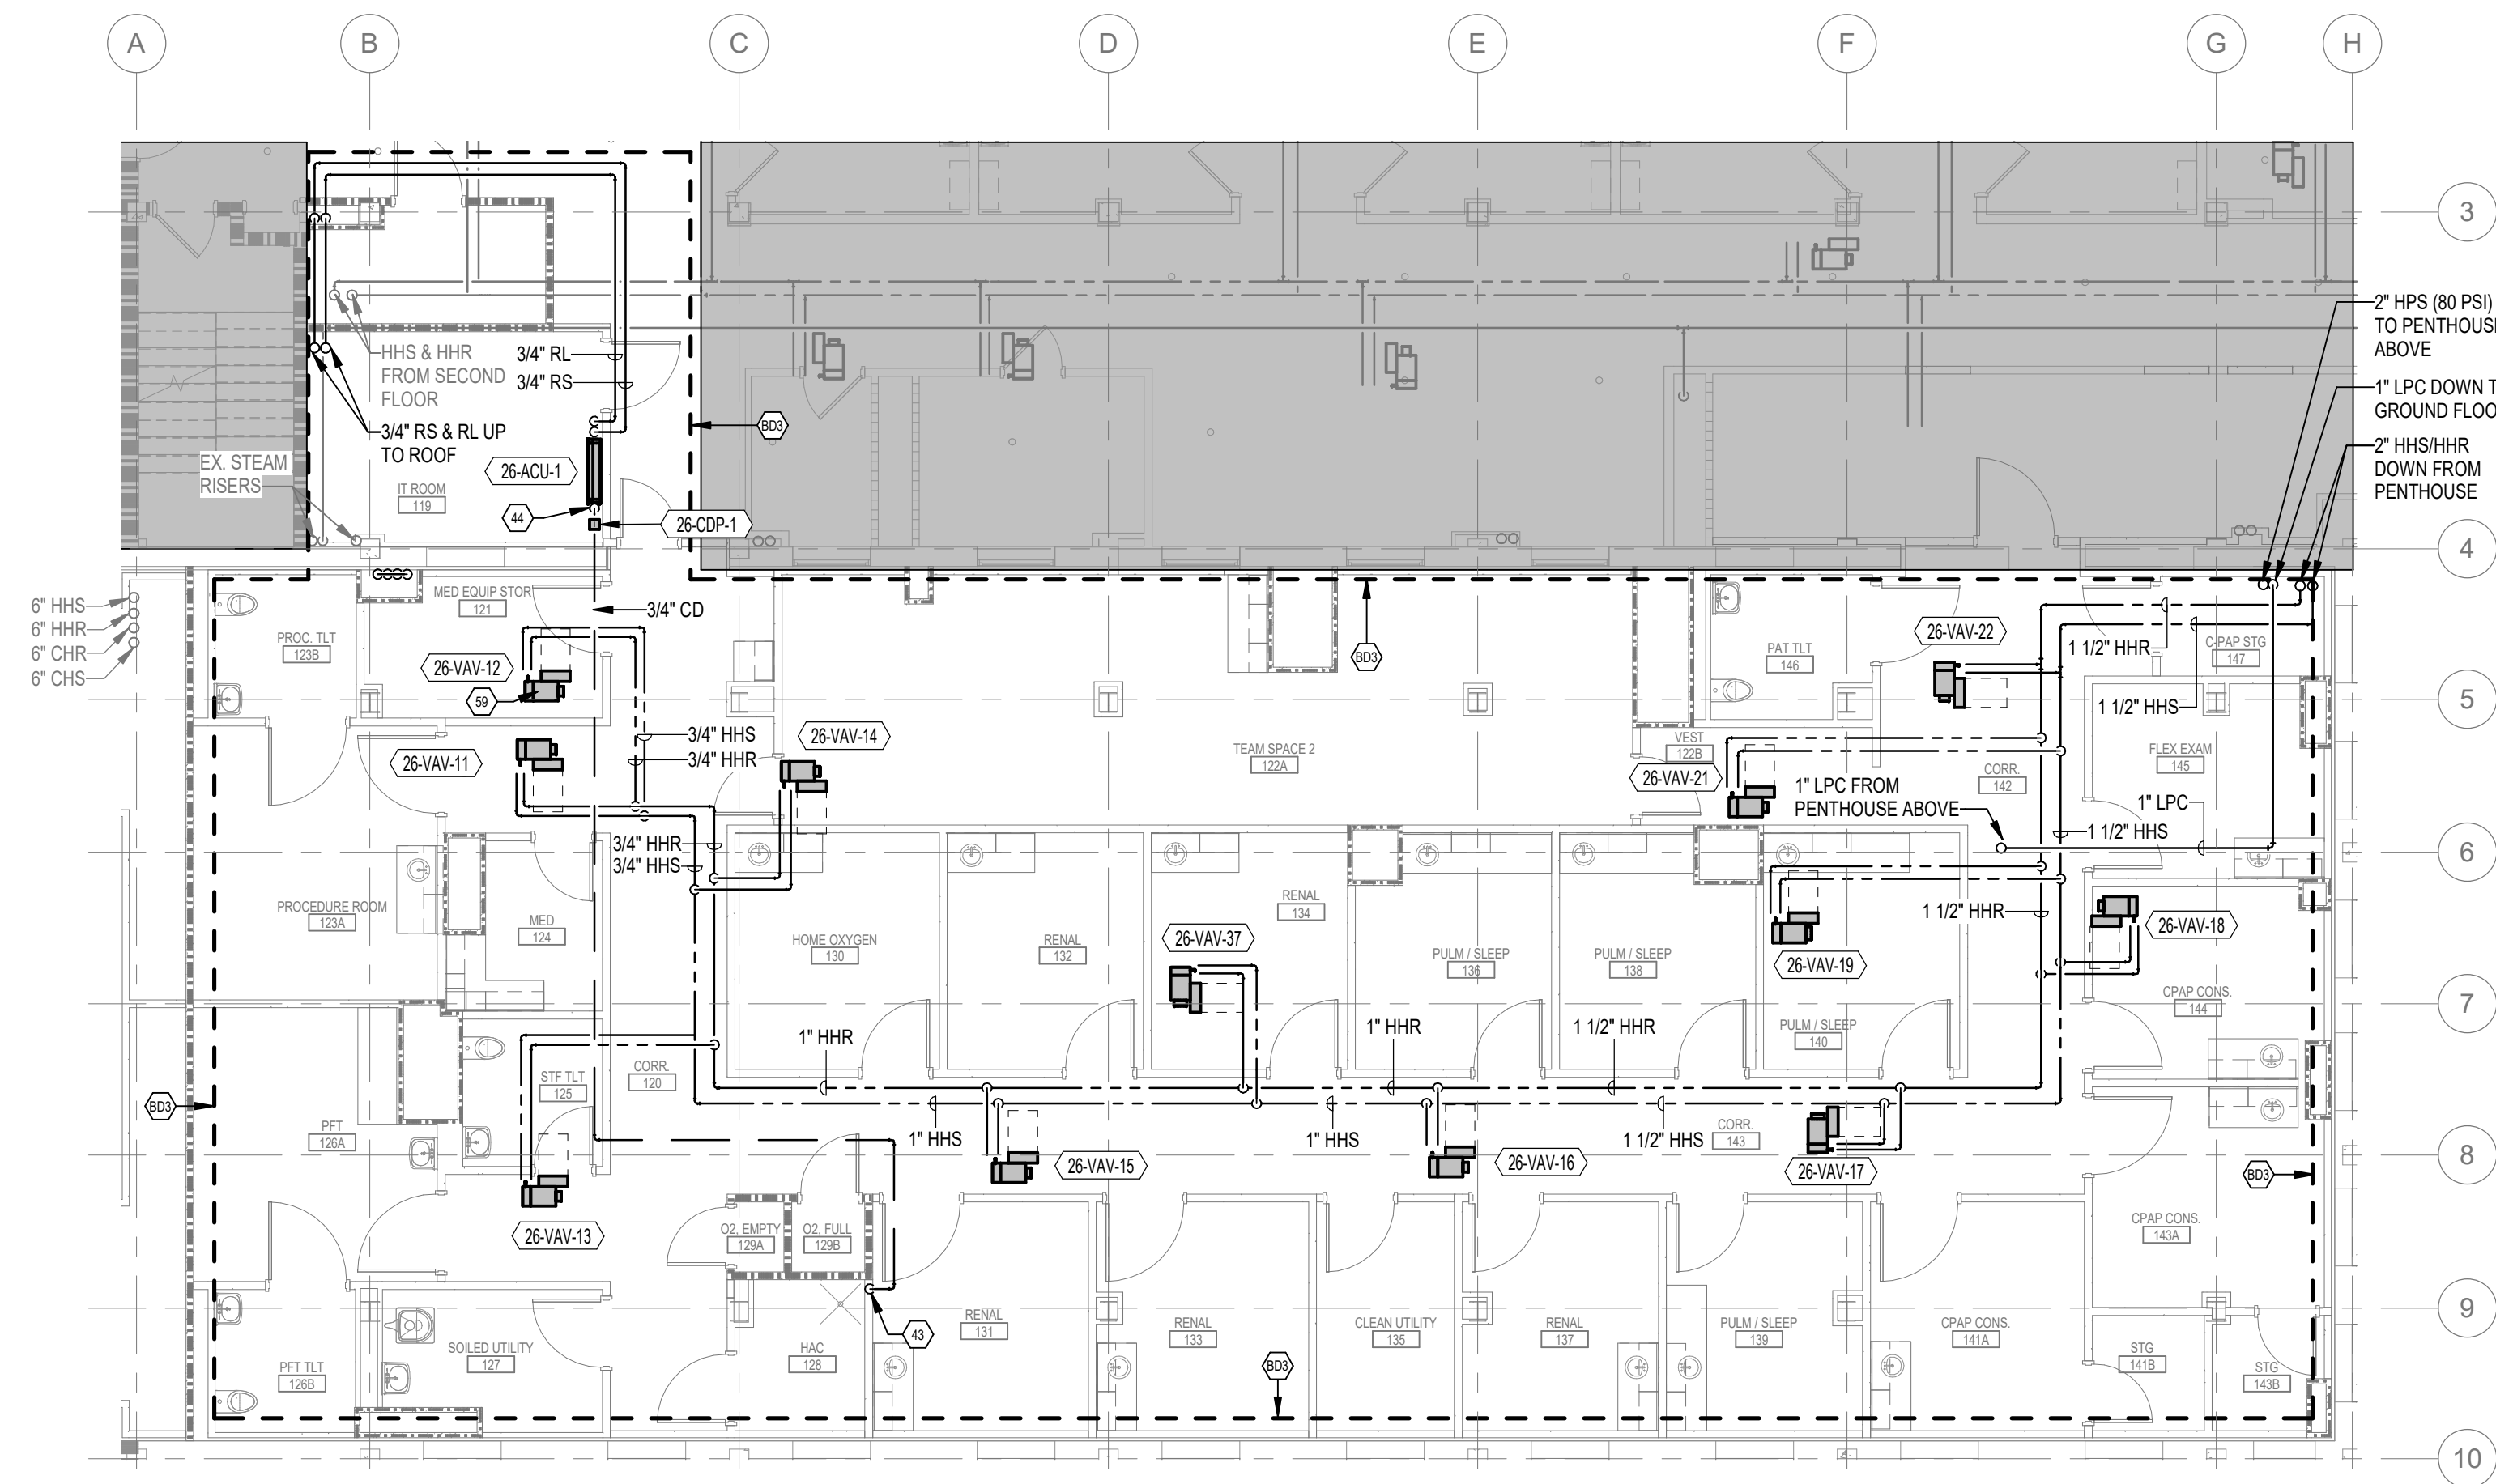 A
B
C
D
E
F
G
H
3
2" HPS (80 PSI)
TO PENTHOUSE
ABOVE
1" LPC DOWN T
GROUND FLOO
2" HHS/HHR
DOWN FROM
PENTHOUSE
HHS & HHR
FROM SECOND
FLOOR
3/4" RL
3/4" RS
3/4" RS & RL UP
TO ROOF
BD3
26-ACU-1
EX. STEAM
RISERS
IT ROOM
119
44
26-CDP-1
4
6" HHS
6" HHR
6" CHR
6" CHS
MED EQUIP STOR
121
3/4" CD
PROC. TLT
123B
26-VAV-12
59
BD3
PAT TLT
146
26-VAV-22
1 1/2" HHR
C-PAP STG
147
1 1/2" HHS
5
26-VAV-11
3/4" HHS
3/4" HHR
26-VAV-14
TEAM SPACE 2
122A
VEST
122B
26-VAV-21
CORR.
142
FLEX EXAM
145
1" LPC FROM
PENTHOUSE ABOVE
1" LPC
1 1/2" HHS
3/4" HHR
3/4" HHS
6
PROCEDURE ROOM
123A
MED
124
HOME OXYGEN
130
RENAL
132
RENAL
134
26-VAV-37
PULM / SLEEP
136
PULM / SLEEP
138
26-VAV-19
1 1/2" HHR
26-VAV-18
CPAP CONS.
144
7
1" HHR
1" HHR
1 1/2" HHR
PULM / SLEEP
140
STF TLT
125
CORR.
120
BD3
PFT
126A
1" HHS
1" HHS
1 1/2" HHS
CORR.
143
8
26-VAV-15
26-VAV-16
26-VAV-17
BD3
26-VAV-13
O2, EMPTY
129A
O2, FULL
129B
CPAP CONS.
143A
9
43
RENAL
131
RENAL
133
CLEAN UTILITY
135
RENAL
137
PULM / SLEEP
139
CPAP CONS.
141A
SOILED UTILITY
127
HAC
128
PFT TLT
126B
BD3
STG
141B
STG
143B
10